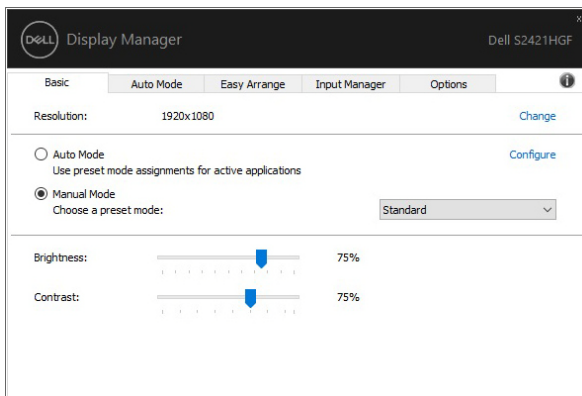 DELL Display Manager Dell S2421HGF
Basic Auto Mode Easy Arrange Input Manager Options
Resolution: 1920x1080 Change
Auto Mode Configure
Use preset mode assignments for active applications
Manual Mode
Choose a preset mode: Standard
Brightness: 75%
Contrast: 75%